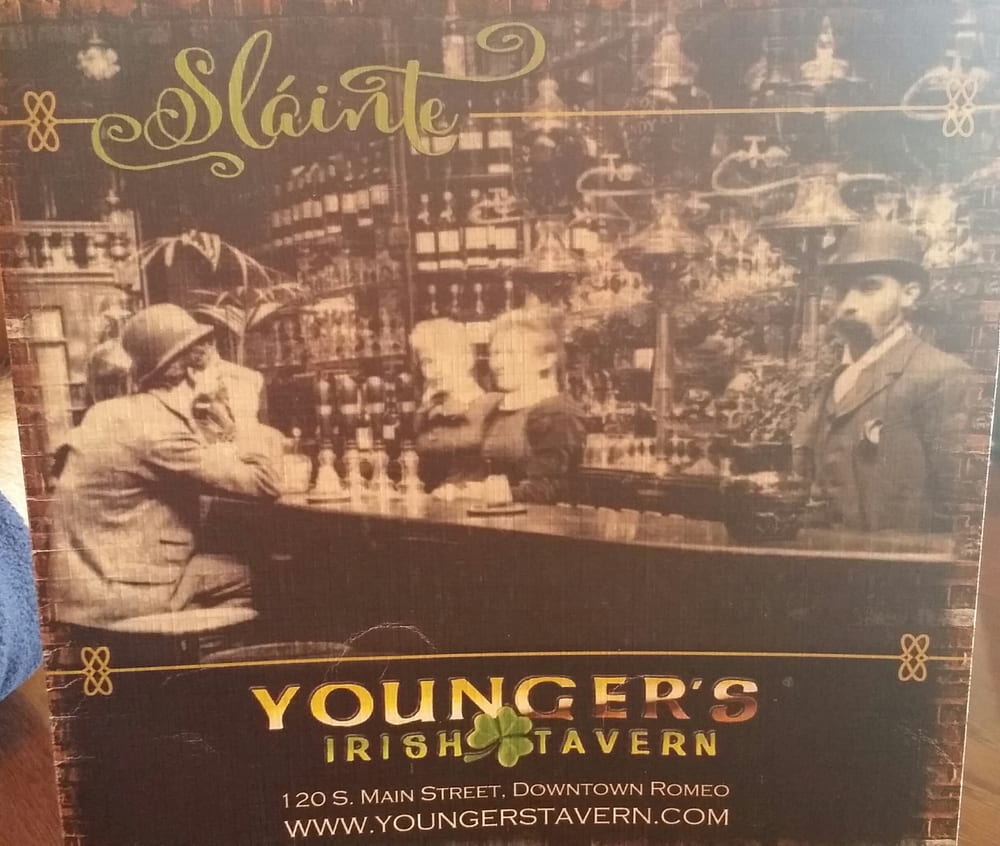 Sláinte
YOUNGER'S
IRISH TAVERN
120 S. MAIN STREET, DOWNTOWN ROMEO
WWW.YOUNGERSTAVERN.COM